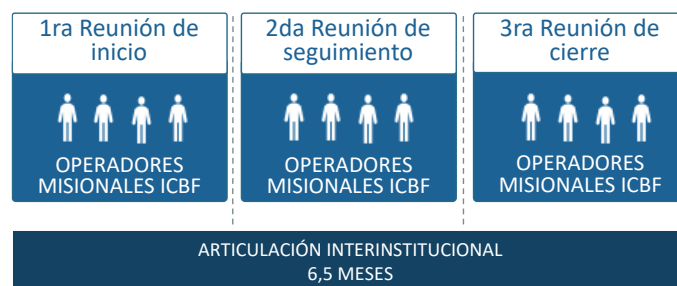 1ra Reunión de
inicio
OPERADORES
MISIONALES ICBF
2da Reunión de
seguimiento
OPERADORES
MISIONALES ICBF
3ra Reunión de
cierre
OPERADORES
MISIONALES ICBF
ARTICULACIÓN INTERINSTITUCIONAL
6,5 MESES